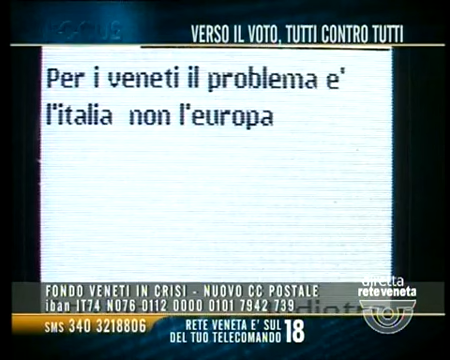 FOCUS
VERSO IL VOTO, TUTTI CONTRO TUTTI
Per i veneti il problema e'
l'italia non l'europa
FONDO VENETI IN CRISI - NUOVO CC POSTALE
iban IT74 N076 0112 0000 0101 7942 739
diretta
reteveneta
SMS 340 3218806
RETE VENETA E' SUL
DEL TUO TELECOMANDO 18